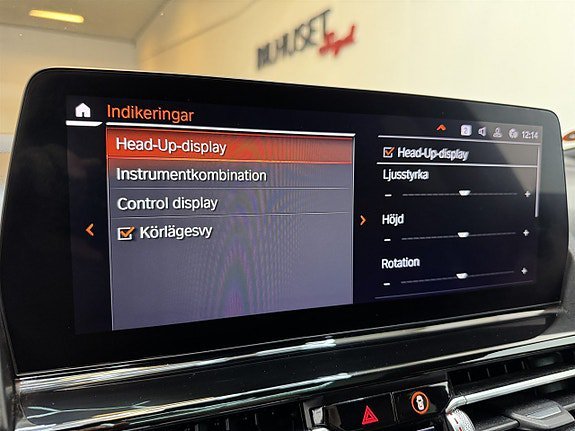 BILHUSET
Indikeringar
12:14
Head-Up-display
Instrumentkombination
Control display
Körlägesvy
Head-Up-display
Ljusstyrka
- +
Höjd
- +
Rotation
- +